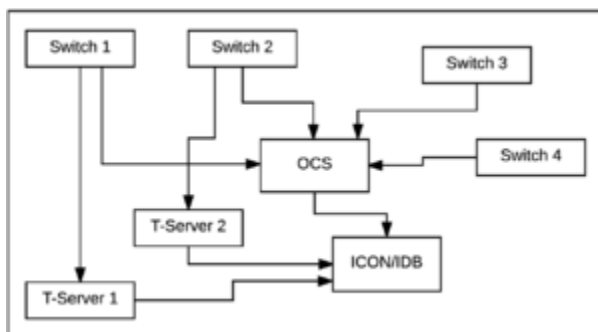 Switch 1
Switch 2
Switch 3
OCS
Switch 4
T-Server 2
ICON/IDB
T-Server 1